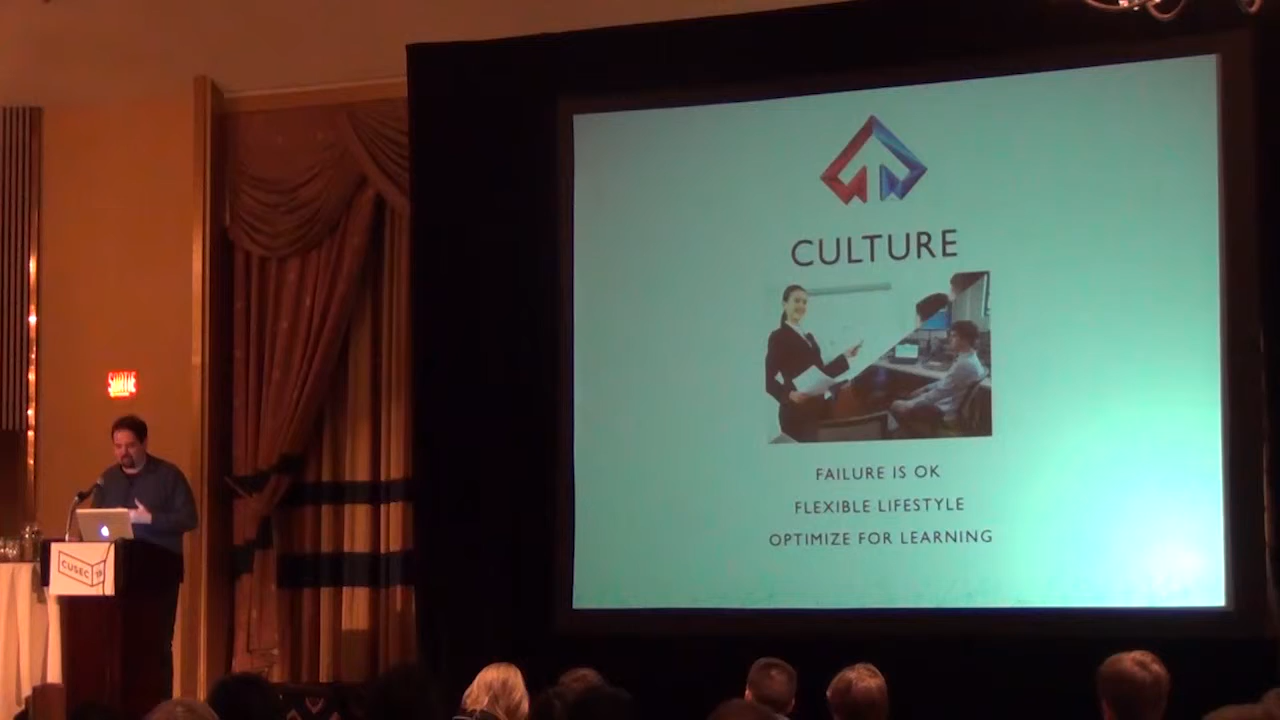 CULTURE
FAILURE IS OK
FLEXIBLE LIFESTYLE
OPTIMIZE FOR LEARNING
SORTIE
CUSEC